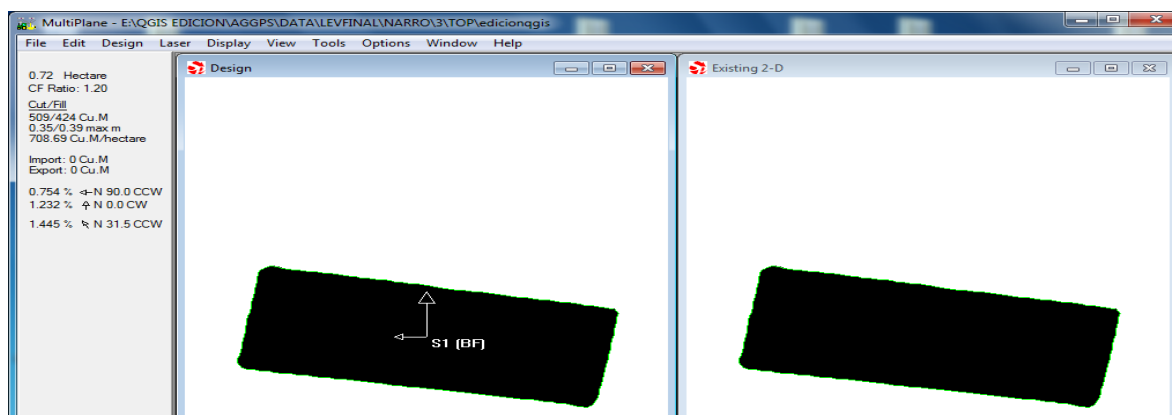 MultiPlane - E:\QGIS EDICION\AGGPS\DATA\LEVFINAL\NARRO\3\TOP\edicionqgis
File Edit Design Laser Display View Tools Options Window Help
0.72 Hectare
CF Ratio: 1.20
Cut/Fill
509/424 Cu.M
0.35/0.39 max m
708.69 Cu.M/hectare
Import: 0 Cu.M
Export: 0 Cu.M
0.754 % N 90.0 CCW
1.232 % N 0.0 CW
1.445 % N 31.5 CCW
Design
S1 (BF)
Existing 2-D